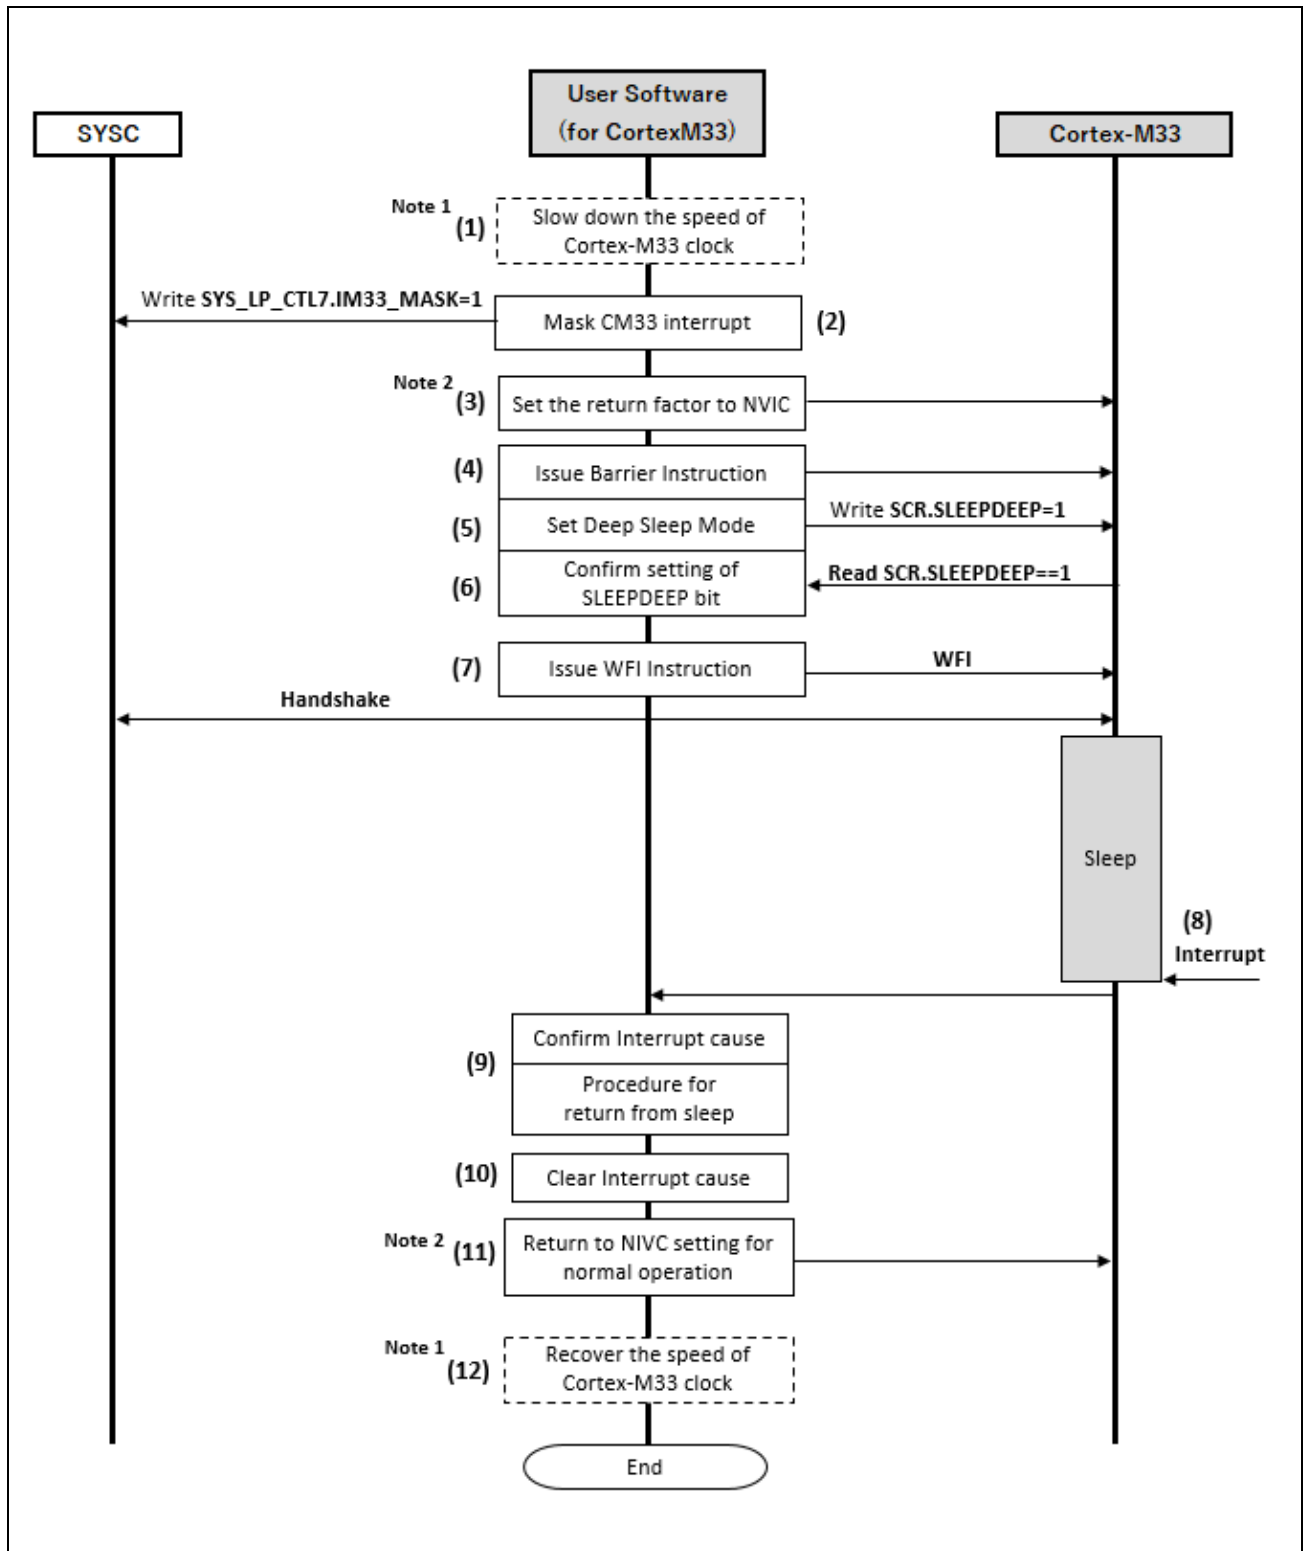 User Software
(for CortexM33)
SYSC
Cortex-M33
Note 1
(1)
Slow down the speed of
Cortex-M33 clock
Write SYS_LP_CTL7.IM33_MASK=1
Mask CM33 interrupt
(2)
Note 2
(3)
Set the return factor to NVIC
(4)
Issue Barrier Instruction
(5)
Set Deep Sleep Mode
Write SCR.SLEEPDEEP=1
(6)
Confirm setting of
SLEEPDEEP bit
Read SCR.SLEEPDEEP==1
(7)
Issue WFI Instruction
WFI
Handshake
Sleep
(8)
Interrupt
(9)
Confirm Interrupt cause
Procedure for
return from sleep
(10)
Clear Interrupt cause
Note 2
(11)
Return to NIVC setting for
normal operation
Note 1
(12)
Recover the speed of
Cortex-M33 clock
End